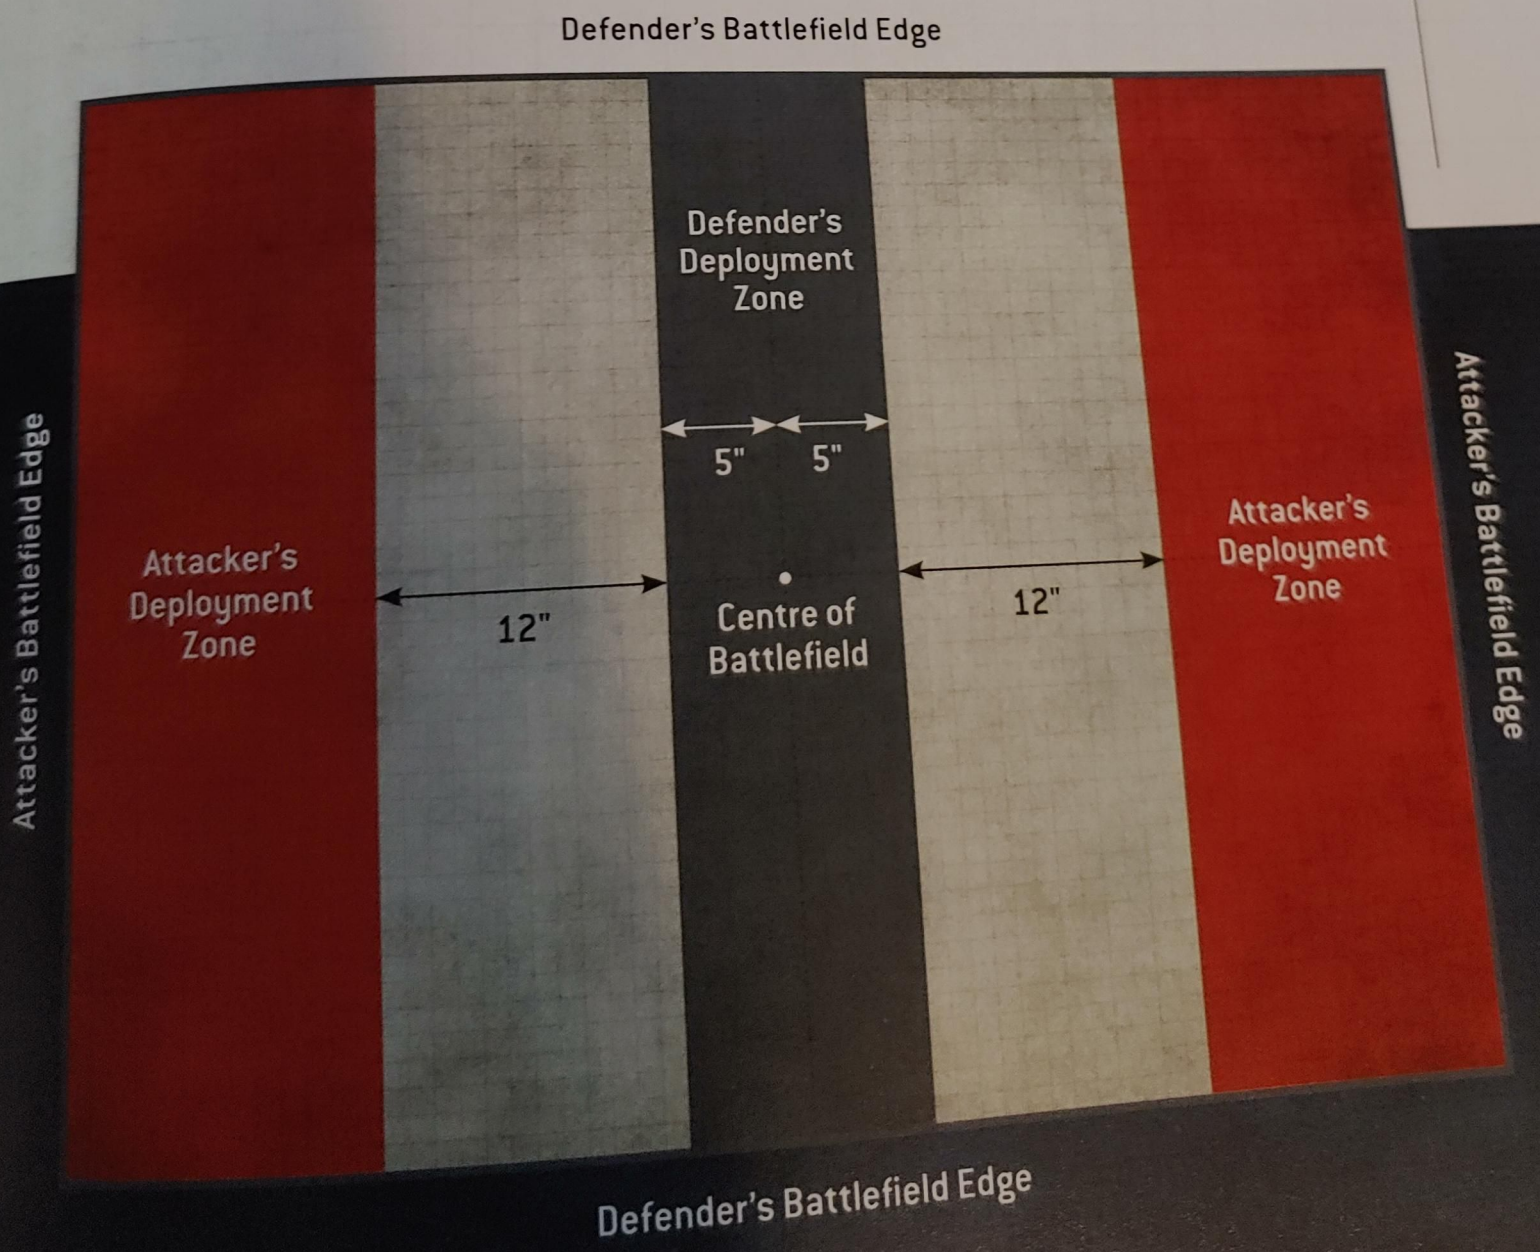 Defender's Battlefield Edge
Defender's
Deployment
Zone
5" 5"
Attacker's Battlefield Edge
Attacker's
Deployment
Zone
12"
Centre of
Battlefield
12"
Attacker's
Deployment
Zone
Attacker's Battlefield Edge
Defender's Battlefield Edge